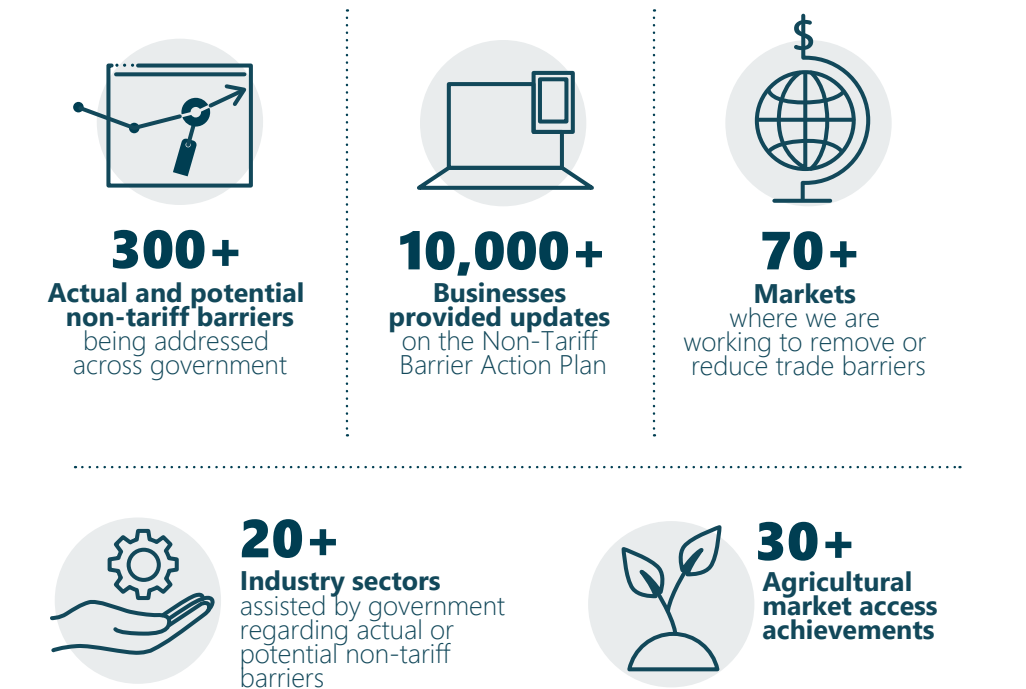 $
300+
Actual and potential
non-tariff barriers
being addressed
across government
10,000+
Businesses
provided updates
on the Non-Tariff
Barrier Action Plan
70+
Markets
where we are
working to remove or
reduce trade barriers
20+
Industry sectors
assisted by government
regarding actual or
potential non-tariff
barriers
30+
Agricultural
market access
achievements